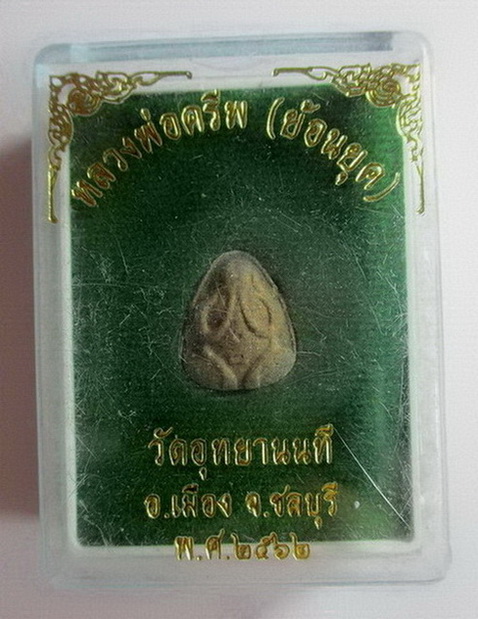 หลวงพ่อครีพ (ย้อนยุค)
วัดอุทยานนที
อ.เมือง จ.ชลบุรี
พ.ศ.๒๕๖๒